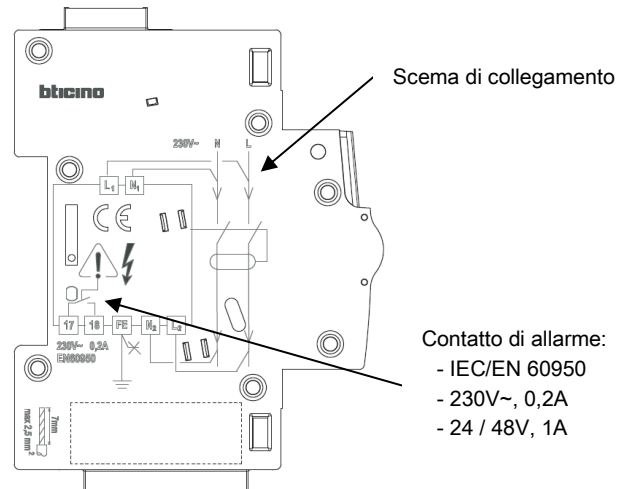 bticino
Scema di collegamento
230V~ N L
L₁ N₁
CE
17 18 FE N₂ L₂
230V~ 0,2A
EN60950
Contatto di allarme:
- IEC/EN 60950
- 230V~, 0,2A
- 24 / 48V, 1A
7mm
max 2,5 mm²